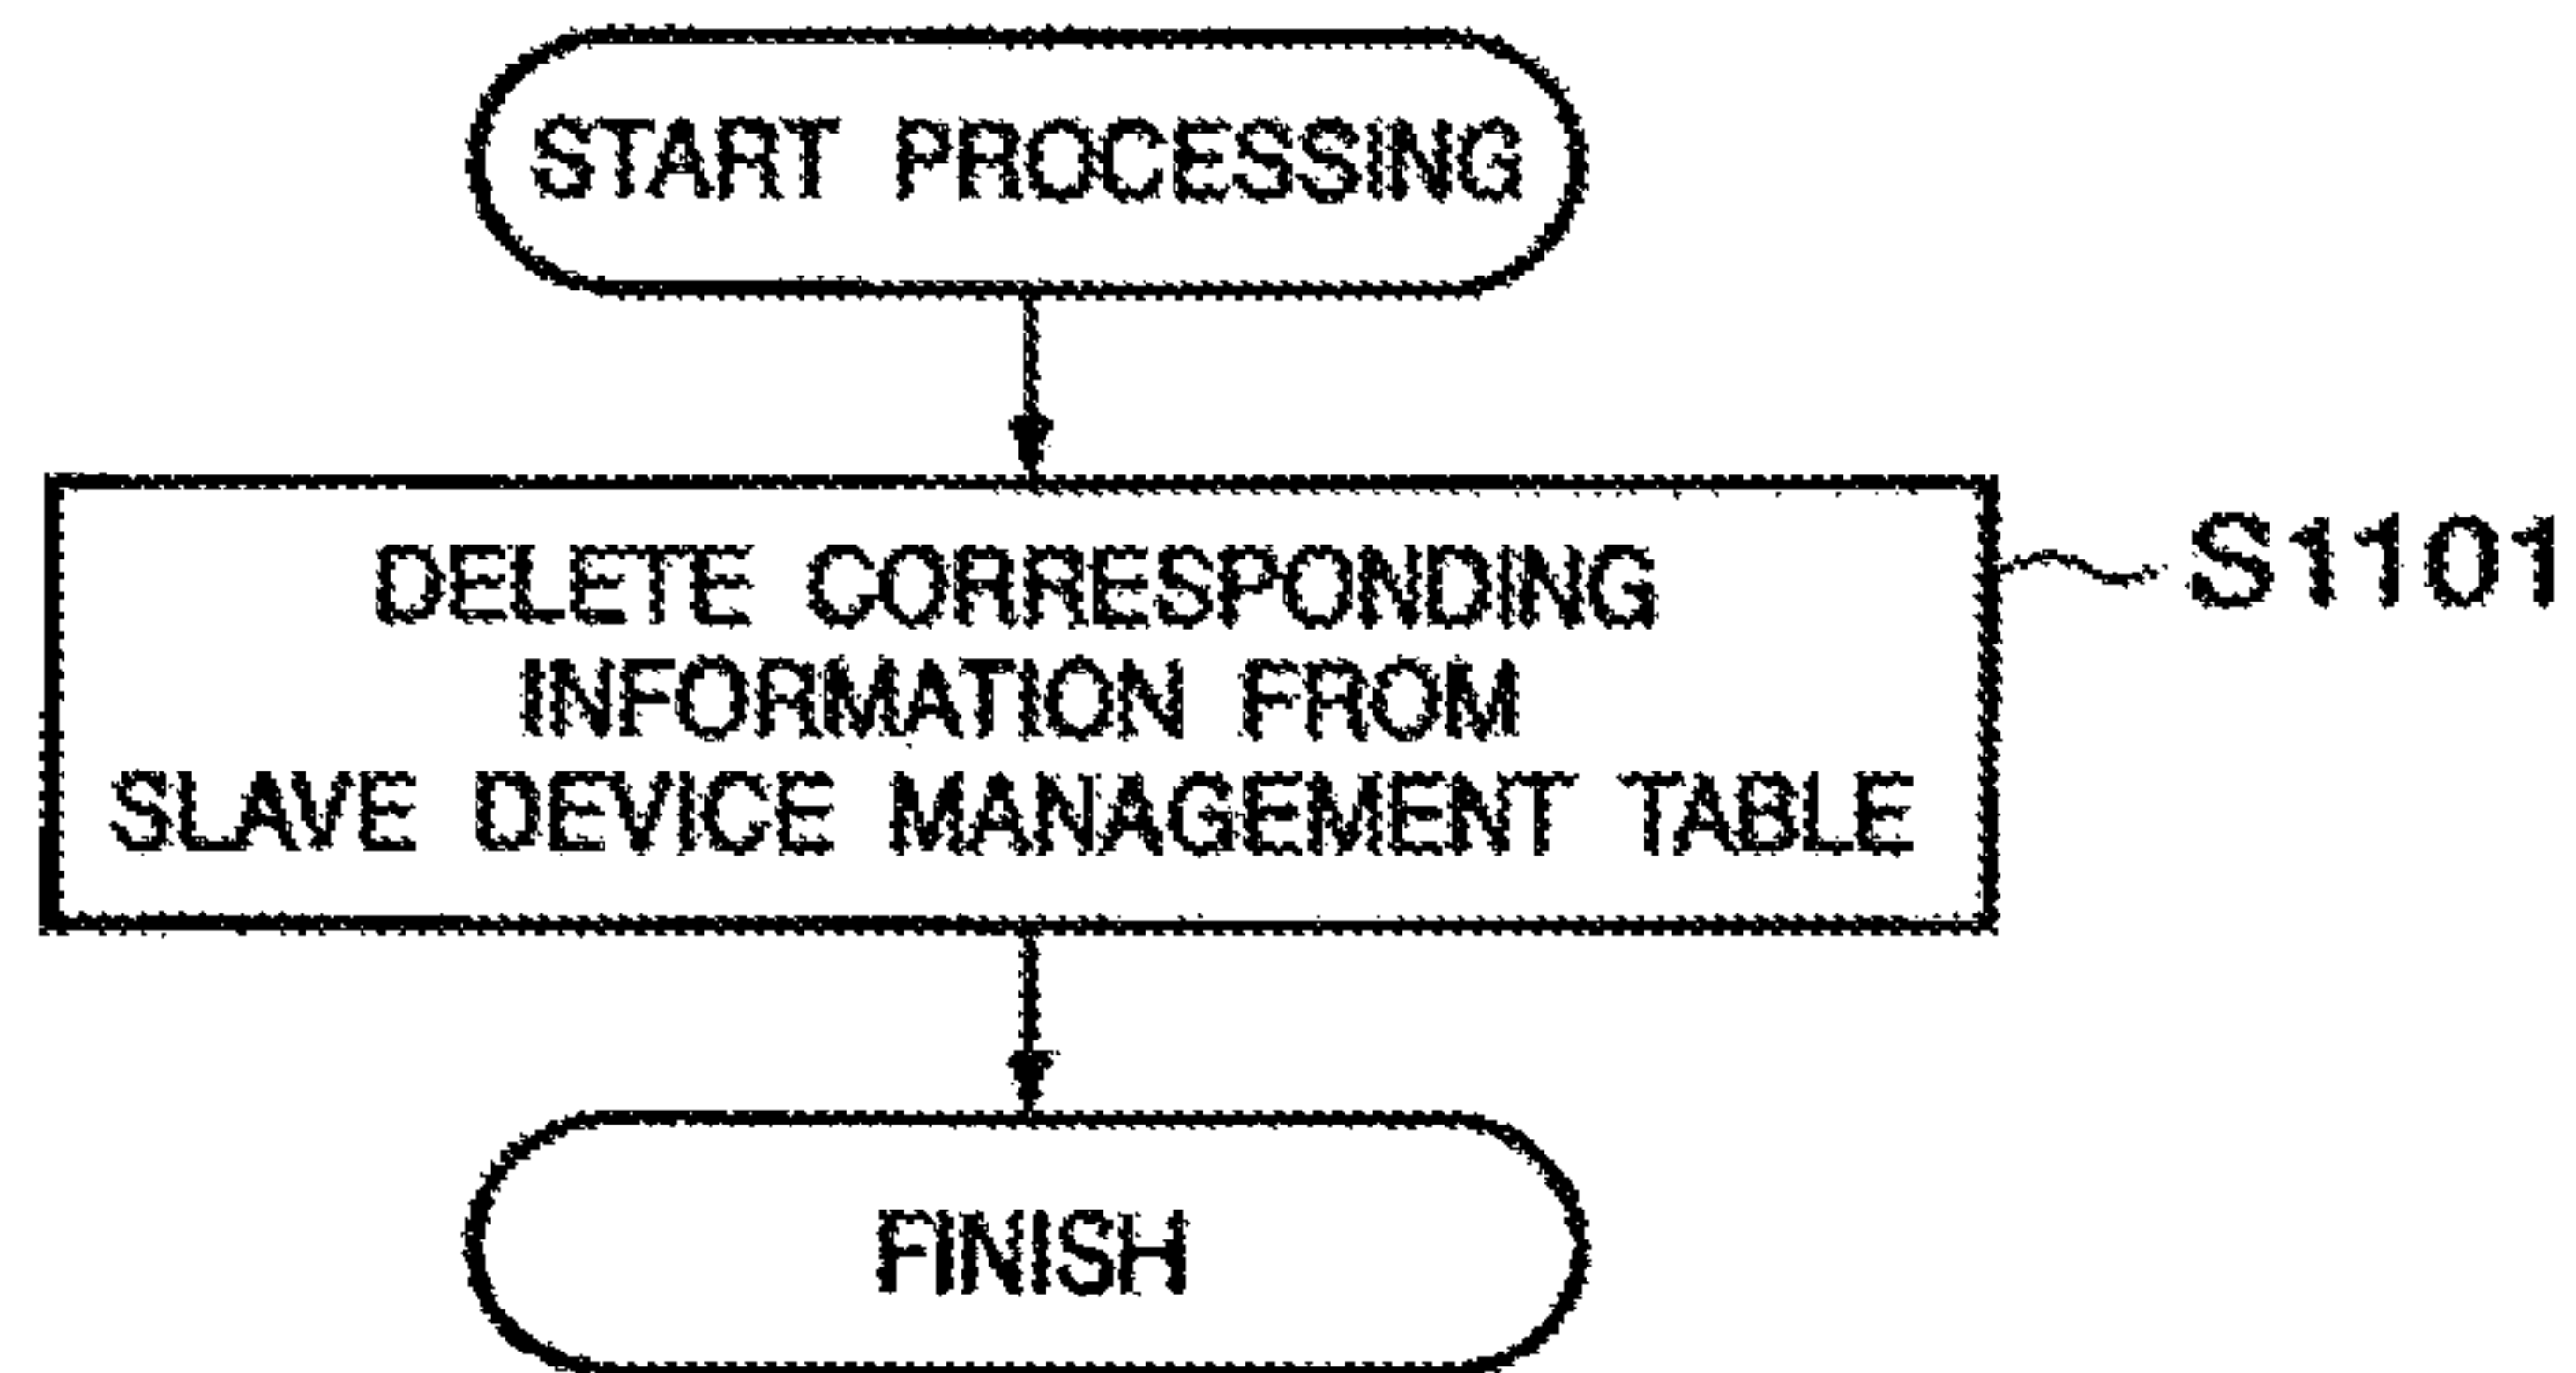 START PROCESSING
DELETE CORRESPONDING
INFORMATION FROM
SLAVE DEVICE MANAGEMENT TABLE
S1101
FINISH